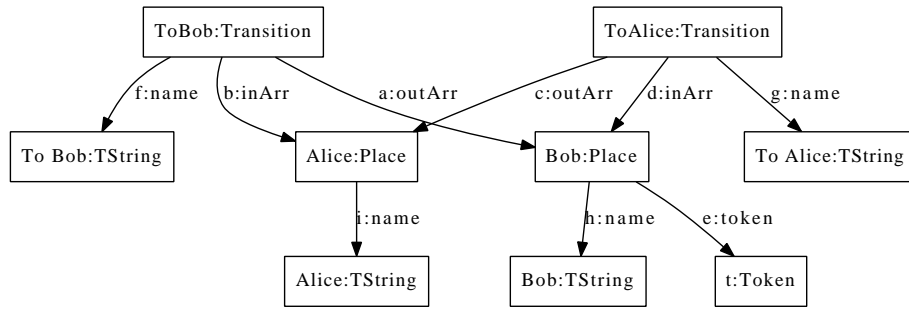 ToBob:Transition
ToAlice:Transition
f:name
b:inArr
a:outArr
c:outArr
d:inArr
g:name
To Bob:TString
Alice:Place
Bob:Place
To Alice:TString
i:name
h:name
e:token
Alice:TString
Bob:TString
t:Token